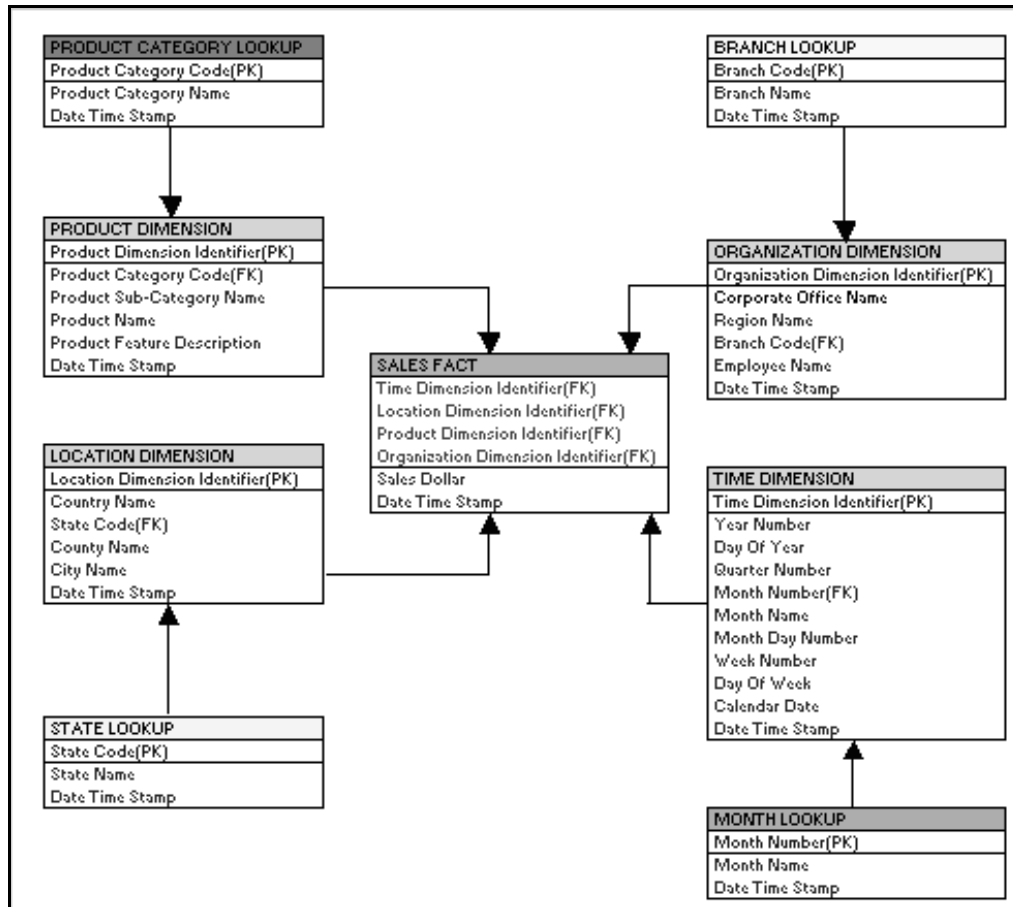 PRODUCT CATEGORY LOOKUP
Product Category Code(PK)
Product Category Name
Date Time Stamp
BRANCH LOOKUP
Branch Code(PK)
Branch Name
Date Time Stamp
PRODUCT DIMENSION
Product Dimension Identifier(PK)
Product Category Code(FK)
Product Sub-Category Name
Product Name
Product Feature Description
Date Time Stamp
ORGANIZATION DIMENSION
Organization Dimension Identifier(PK)
Corporate Office Name
Region Name
Branch Code(FK)
Employee Name
Date Time Stamp
SALES FACT
Time Dimension Identifier(FK)
Location Dimension Identifier(FK)
Product Dimension Identifier(FK)
Organization Dimension Identifier(FK)
Sales Dollar
Date Time Stamp
LOCATION DIMENSION
Location Dimension Identifier(PK)
Country Name
State Code(FK)
County Name
City Name
Date Time Stamp
TIME DIMENSION
Time Dimension Identifier(PK)
Year Number
Day Of Year
Quarter Number
Month Number(FK)
Month Name
Month Day Number
Week Number
Day Of Week
Calendar Date
Date Time Stamp
STATE LOOKUP
State Code(PK)
State Name
Date Time Stamp
MONTH LOOKUP
Month Number(PK)
Month Name
Date Time Stamp